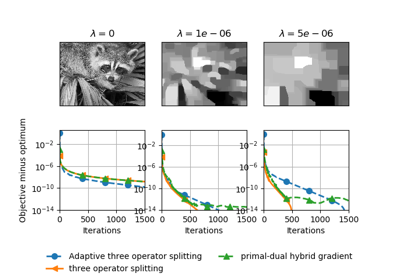 λ = 0
λ = 1e − 06
λ = 5e − 06
Objective minus optimum
10⁻²
10⁻⁶
10⁻¹⁰
10⁻¹⁴
0 500 1000 1500
Iterations
10⁻²
10⁻⁶
10⁻¹⁰
10⁻¹⁴
0 500 1000 1500
Iterations
10⁻²
10⁻⁶
10⁻¹⁰
10⁻¹⁴
0 500 1000 1500
Iterations
Adaptive three operator splitting
three operator splitting
primal-dual hybrid gradient